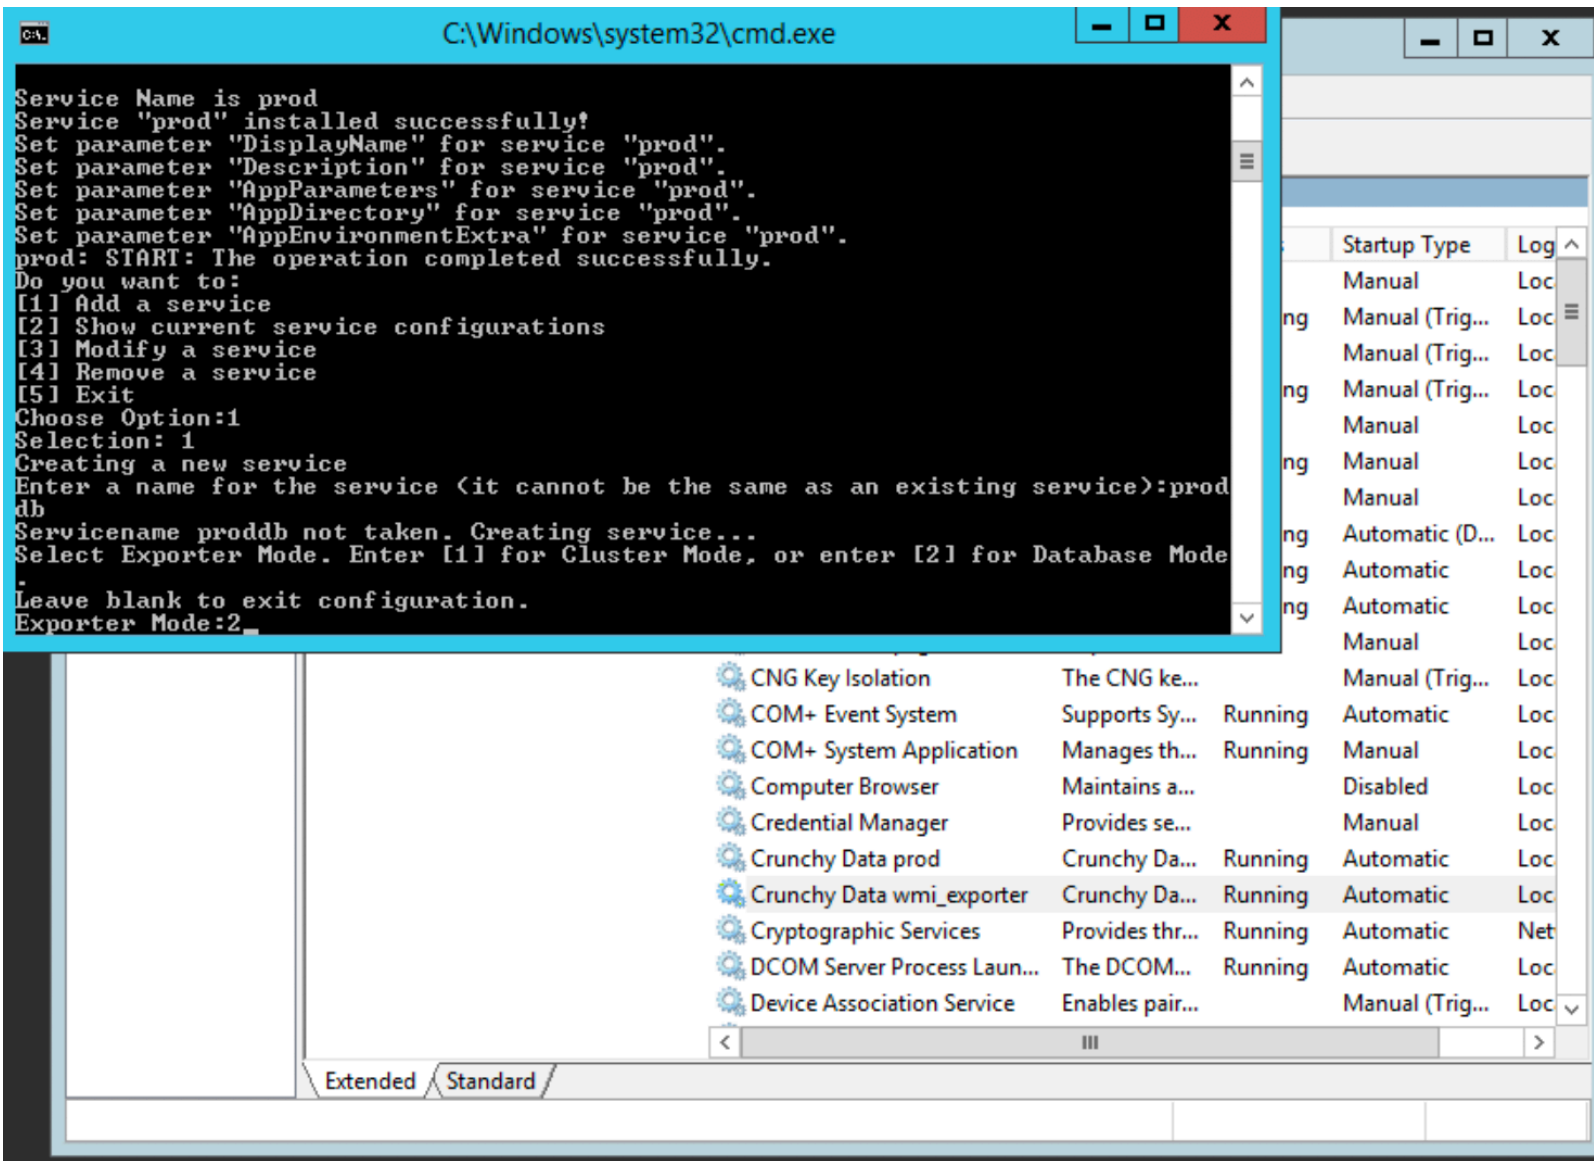 C:\Windows\system32\cmd.exe
Service Name is prod
Service "prod" installed successfully!
Set parameter "DisplayName" for service "prod".
Set parameter "Description" for service "prod".
Set parameter "AppParameters" for service "prod".
Set parameter "AppDirectory" for service "prod".
Set parameter "AppEnvironmentExtra" for service "prod".
prod: START: The operation completed successfully.
Do you want to:
[1] Add a service
[2] Show current service configurations
[3] Modify a service
[4] Remove a service
[5] Exit
Choose Option:1
Selection: 1
Creating a new service
Enter a name for the service (it cannot be the same as an existing service):prod
db
Servicename proddb not taken. Creating service...
Select Exporter Mode. Enter [1] for Cluster Mode, or enter [2] for Database Mode
.
Leave blank to exit configuration.
Exporter Mode:2_
Startup Type Log
Manual Loc
ng Manual (Trig... Loc
Manual (Trig... Loc
ng Manual (Trig... Loc
Manual Loc
ng Manual Loc
Manual Loc
ng Automatic (D... Loc
ng Automatic Loc
ng Automatic Loc
Manual Loc
CNG Key Isolation The CNG ke... Manual (Trig... Loc
COM+ Event System Supports Sy... Running Automatic Loc
COM+ System Application Manages th... Running Manual Loc
Computer Browser Maintains a... Disabled Loc
Credential Manager Provides se... Manual Loc
Crunchy Data prod Crunchy Da... Running Automatic Loc
Crunchy Data wmi_exporter Crunchy Da... Running Automatic Loc
Cryptographic Services Provides thr... Running Automatic Net
DCOM Server Process Laun... The DCOM... Running Automatic Loc
Device Association Service Enables pair... Manual (Trig... Loc
Extended Standard